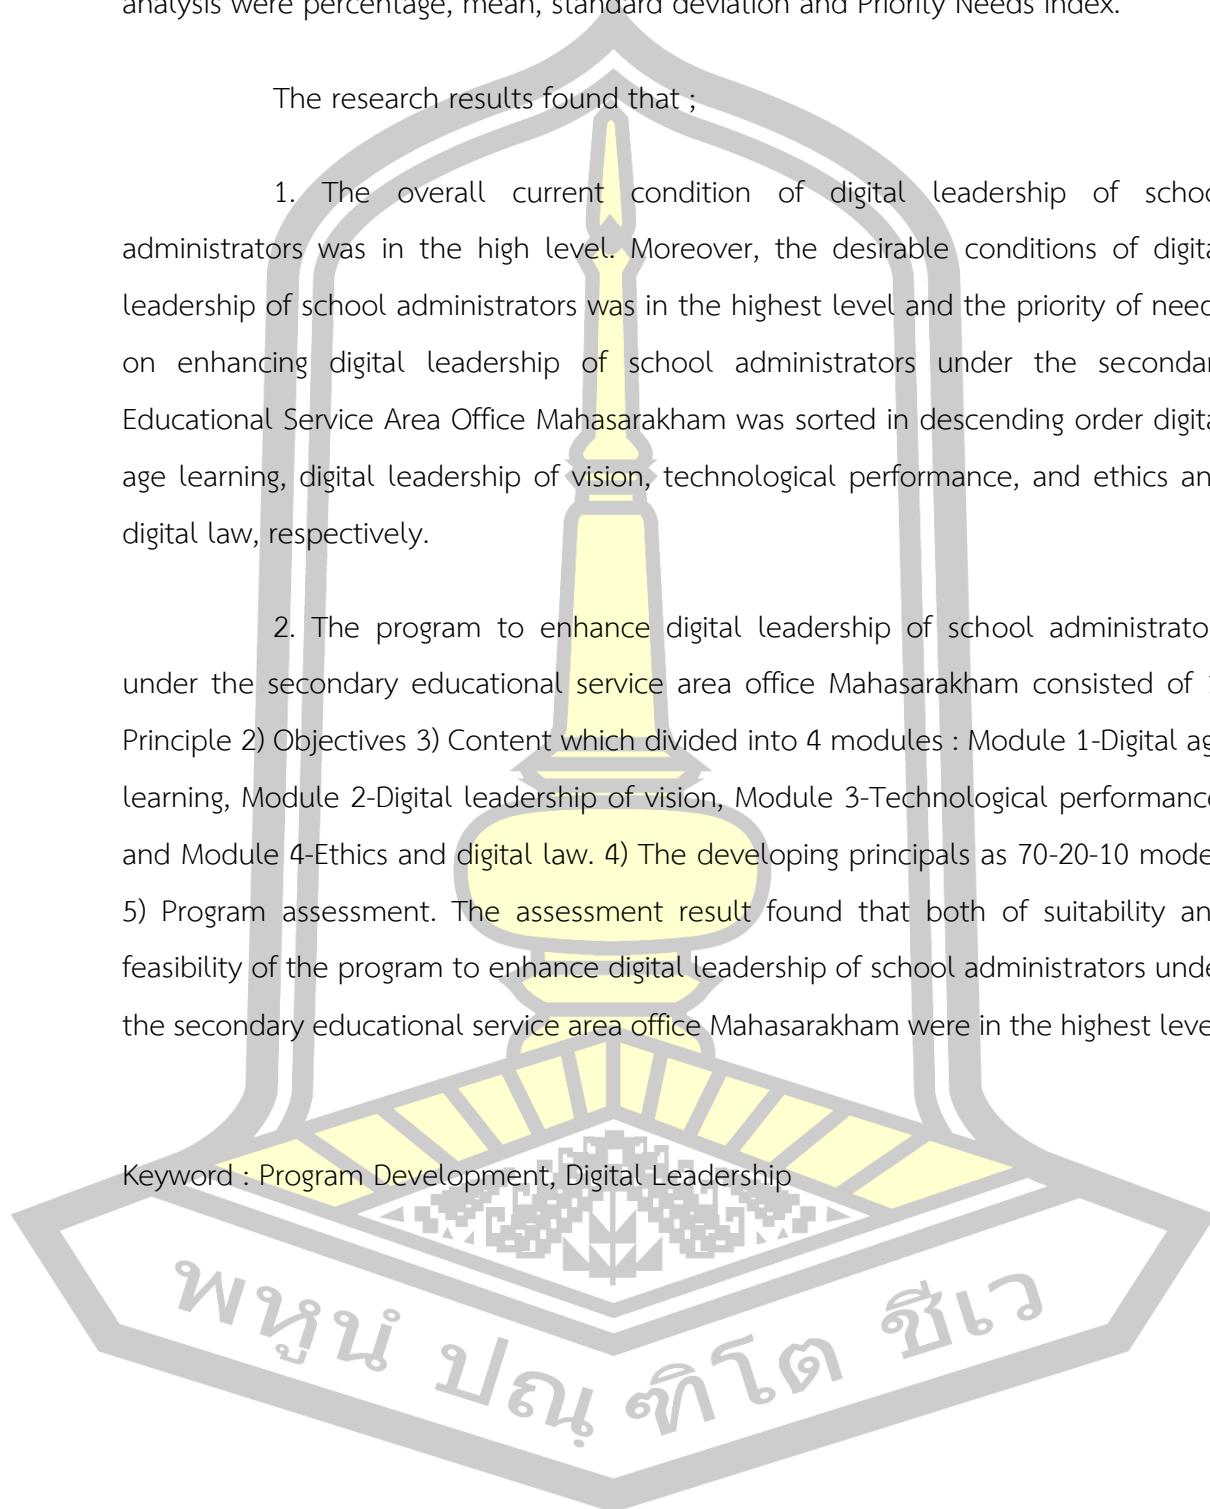 analysis were percentage, mean, standard deviation and Priority Needs Index.
The research results found that ;
1. The overall current condition of digital leadership of schoo
administrators was in the high level. Moreover, the desirable conditions of digita
leadership of school administrators was in the highest level and the priority of need
on enhancing digital leadership of school administrators under the secondar
Educational Service Area Office Mahasarakham was sorted in descending order digita
age learning, digital leadership of vision, technological performance, and ethics an
digital law, respectively.
2. The program to enhance digital leadership of school administrato
under the secondary educational service area office Mahasarakham consisted of
Principle 2) Objectives 3) Content which divided into 4 modules : Module 1-Digital ag
learning, Module 2-Digital leadership of vision, Module 3-Technological performance
and Module 4-Ethics and digital law. 4) The developing principals as 70-20-10 mode
5) Program assessment. The assessment result found that both of suitability an
feasibility of the program to enhance digital leadership of school administrators unde
the secondary educational service area office Mahasarakham were in the highest leve
Keyword : Program Development, Digital Leadership
พหูนํ ปณฺฑิโต ชีเว